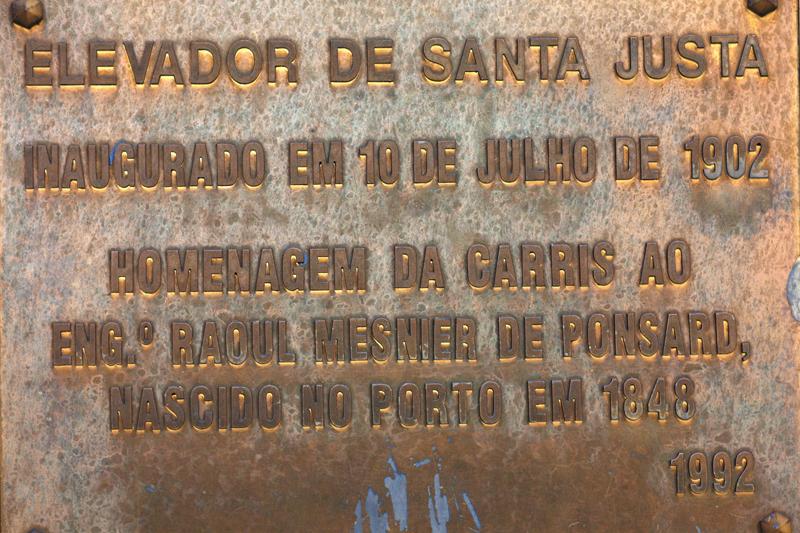 ELEVADOR DE SANTA JUSTA
INAUGURADO EM 10 DE JULHO DE 1902
HOMENAGEM DA CARRIS AO
ENG.º RAOUL MESNIER DE PONSARD,
NASCIDO NO PORTO EM 1848
1992